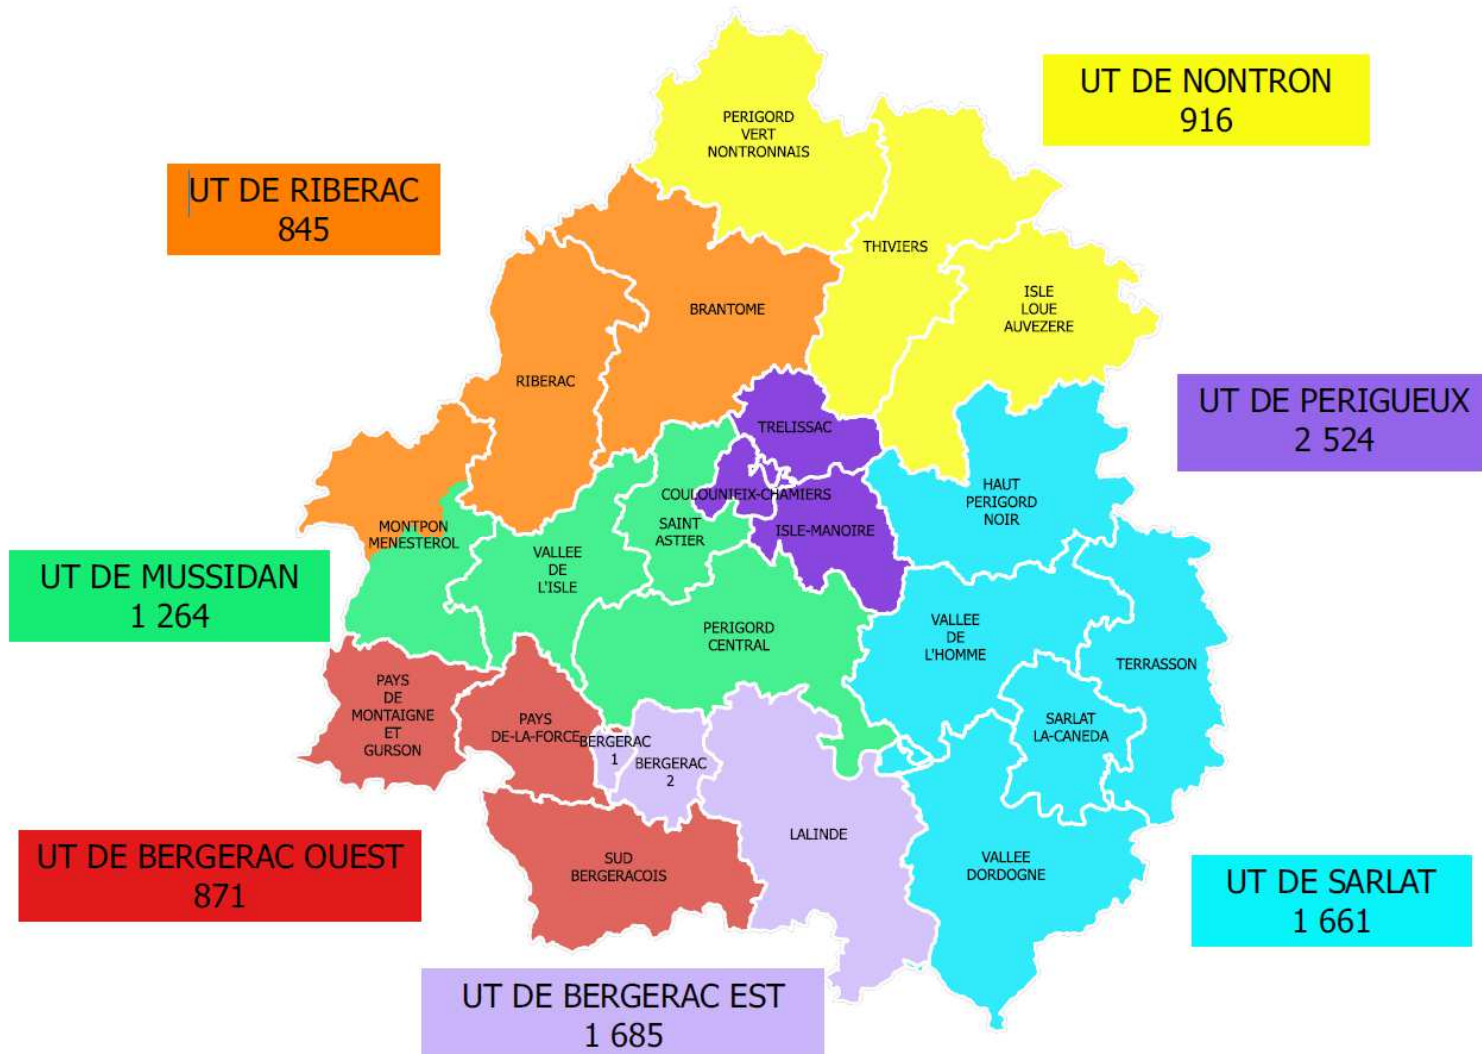 UT DE NONTRON
916
PERIGORD
VERT
NONTRONNAIS
UT DE RIBERAC
845
THIVIERS
ISLE
LOUE
AUVEZERE
BRANTOME
RIBERAC
UT DE PERIGUEUX
2 524
TRELISSAC
COULOUNIEIX-CHAMIERS
HAUT
PERIGORD
NOIR
MONTPON
MENESTEROL
SAINT
ASTIER
ISLE-MANOIRE
VALLEE
DE
L'ISLE
UT DE MUSSIDAN
1 264
PERIGORD
CENTRAL
VALLEE
DE
L'HOMME
TERRASSON
PAYS
DE
MONTAIGNE
ET
GURSON
PAYS
DE-LA-FORCE
SARLAT
LA-CANEDA
BERGERAC
1
BERGERAC
2
LALINDE
UT DE BERGERAC OUEST
871
SUD
BERGERACOIS
VALLEE
DORDOGNE
UT DE SARLAT
1 661
UT DE BERGERAC EST
1 685